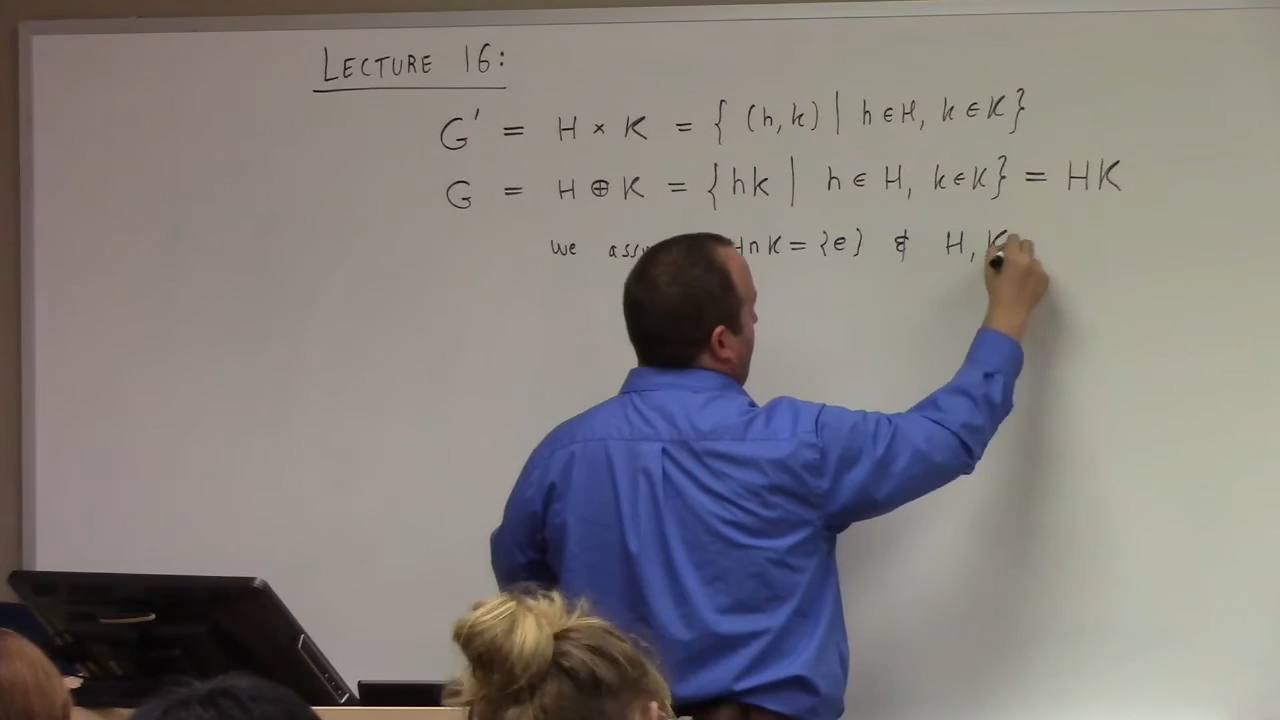 LECTURE 16:
G' = H × K = { (h, k) | h ∈ H, k ∈ K }
G = H ⊕ K = { hk | h ∈ H, k ∈ K } = HK
We H ∩ K = {e} & H, K